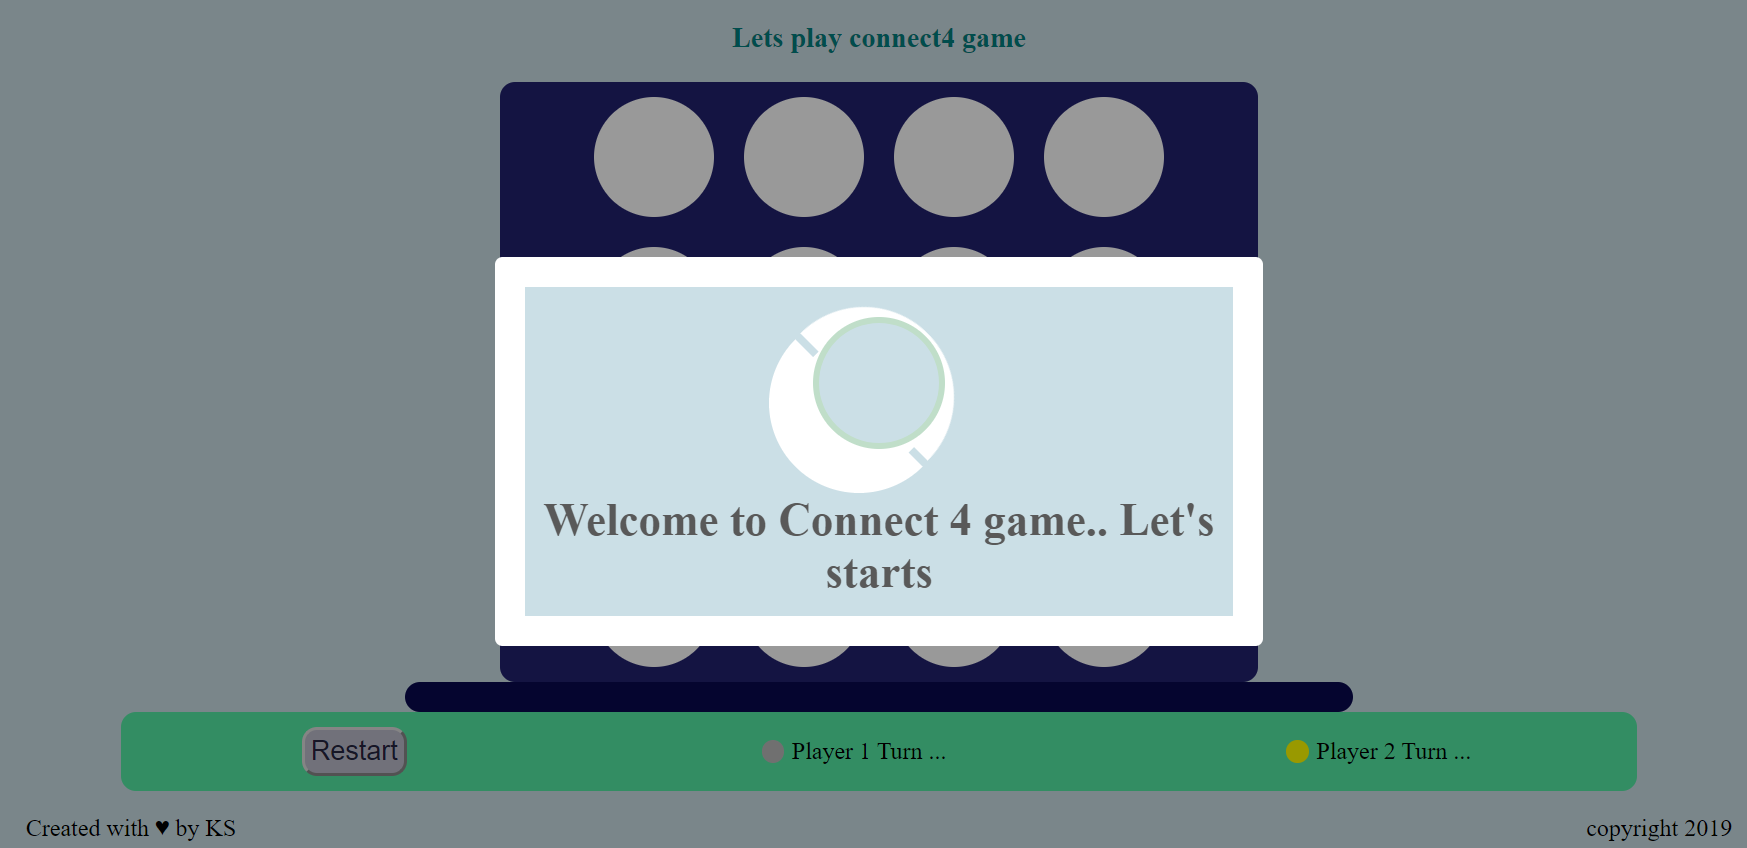 Lets play connect4 game
Welcome to Connect 4 game.. Let's
starts
Restart
Player 1 Turn ...
Player 2 Turn ...
Created with ♥ by KS
copyright 2019